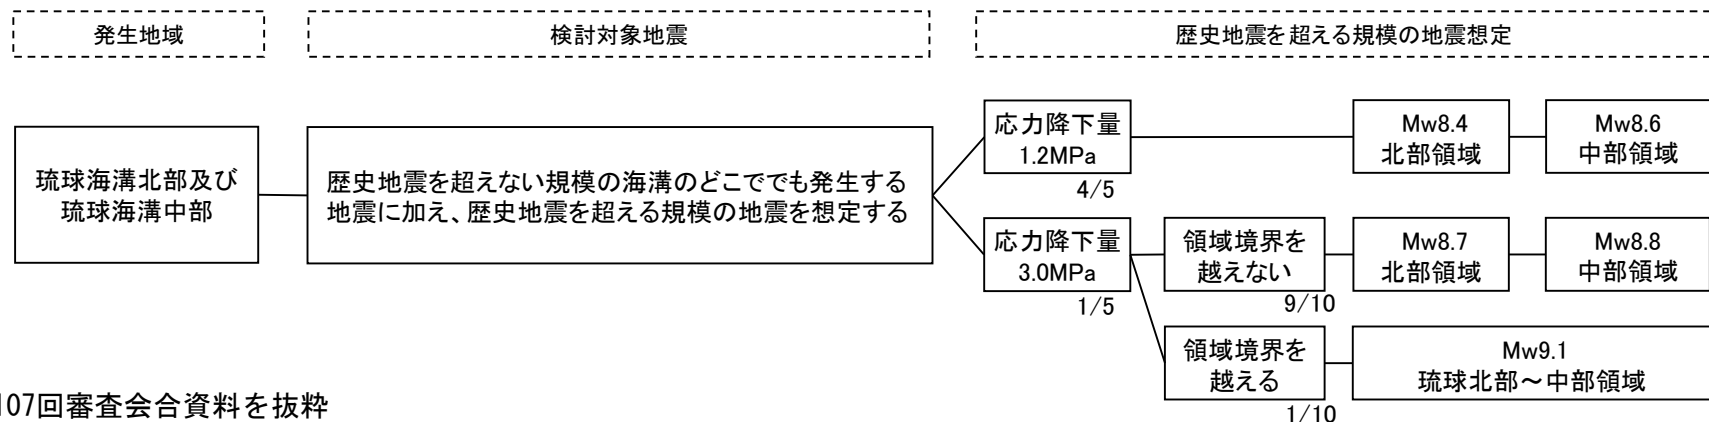 発生地域
検討対象地震
歴史地震を超える規模の地震想定
琉球海溝北部及び
琉球海溝中部
歴史地震を超えない規模の海溝のどこででも発生する
地震に加え、歴史地震を超える規模の地震を想定する
応力降下量
1.2MPa
4/5
Mw8.4
北部領域
Mw8.6
中部領域
応力降下量
3.0MPa
1/5
領域境界を
越えない
9/10
Mw8.7
北部領域
Mw8.8
中部領域
領域境界を
越える
1/10
Mw9.1
琉球北部～中部領域
107回審査会合資料を抜粋